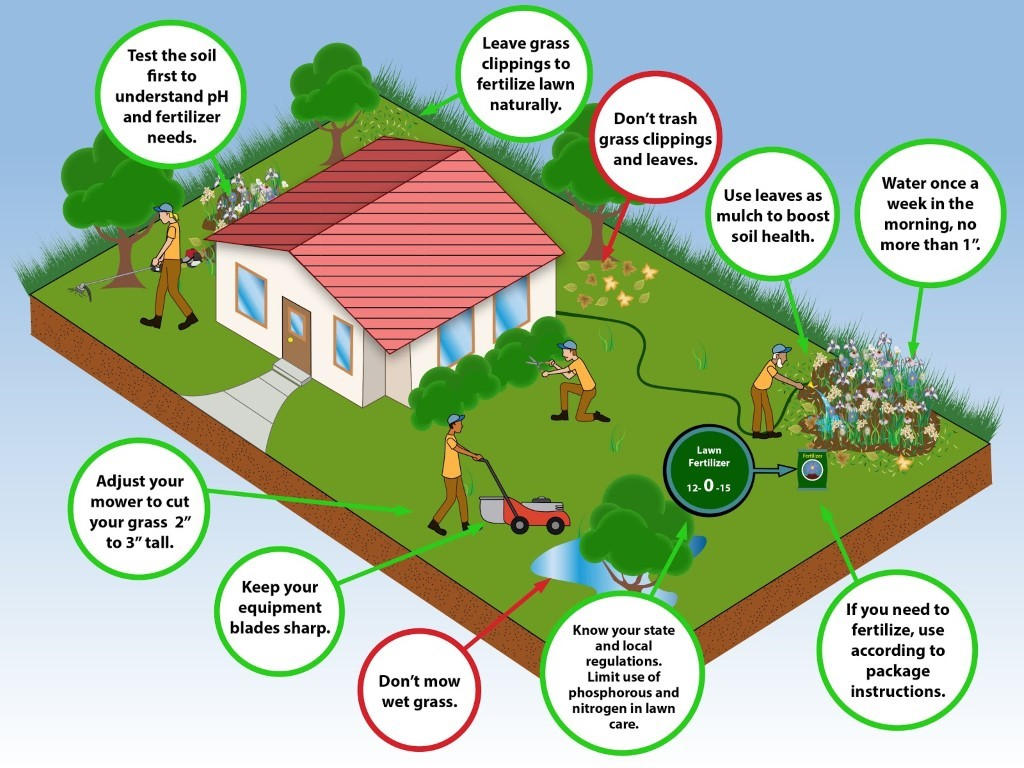 Test the soil
first to
understand pH
and fertilizer
needs.
Leave grass
clippings to
fertilize lawn
naturally.
Don't trash
grass clippings
and leaves.
Use leaves as
mulch to boost
soil health.
Water once a
week in the
morning, no
more than 1”.
Lawn
Fertilizer
12- 0 -15
Fertilizer
Adjust your
mower to cut
your grass 2”
to 3” tall.
Keep your
equipment
blades sharp.
Don't mow
wet grass.
Know your state
and local
regulations.
Limit use of
phosphorous and
nitrogen in lawn
care.
If you need to
fertilize, use
according to
package
instructions.